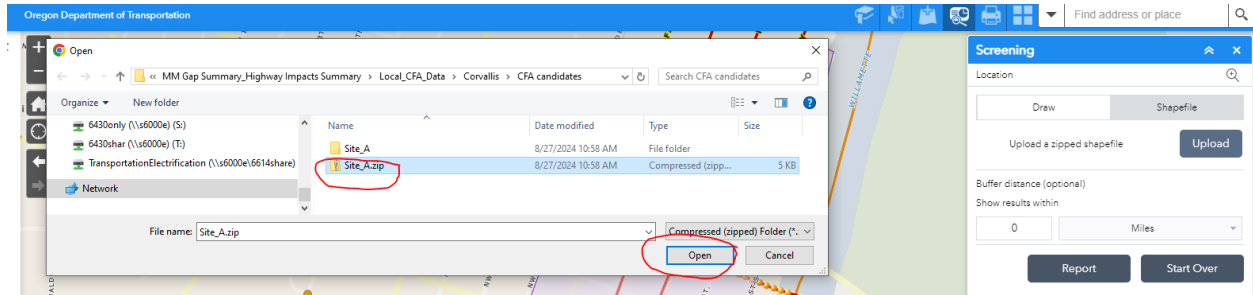 Oregon Department of Transportation
Find address or place
Open
« MM Gap Summary_Highway Impacts Summary > Local_CFA_Data > Corvallis > CFA candidates
Search CFA candidates
Organize
New folder
6430only (\\s6000e) (S:)
6430shar (\\s6000e) (T:)
TransportationElectrification (\\s6000e\6614share)
Network
Name
Date modified
Type
Size
Site_A
8/27/2024 10:58 AM
File folder
Site_A.zip
8/27/2024 10:58 AM
Compressed (zipp...
5 KB
File name:
Site_A.zip
Compressed (zipped) Folder (*.:
Open
Cancel
WILLAMETTE
NW
NW
ST.
Screening
Location
Draw
Shapefile
Upload a zipped shapefile
Upload
Buffer distance (optional)
Show results within
0
Miles
Report
Start Over